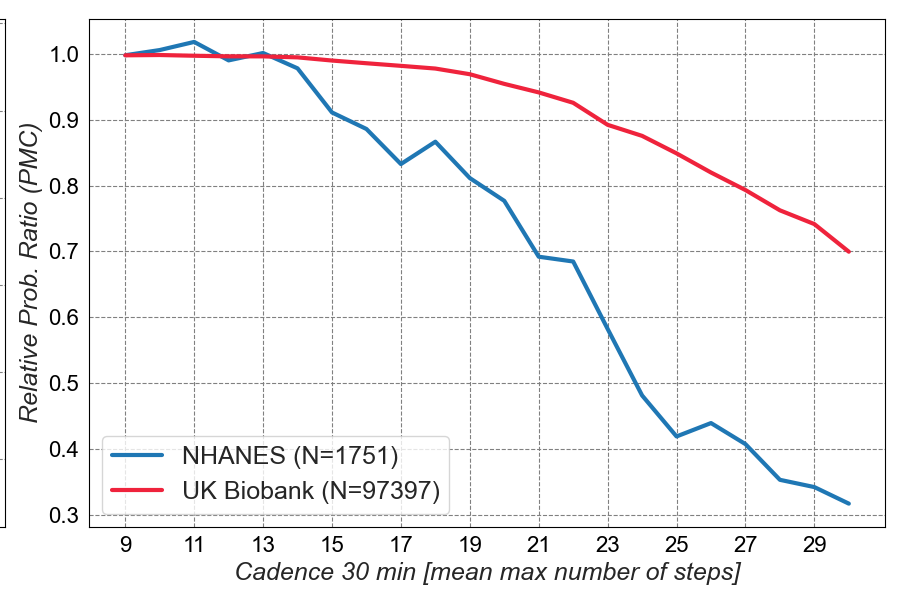 Relative Prob. Ratio (PMC)
1.0
0.9
0.8
0.7
0.6
0.5
0.4
0.3
NHANES (N=1751)
UK Biobank (N=97397)
9 11 13 15 17 19 21 23 25 27 29
Cadence 30 min [mean max number of steps]